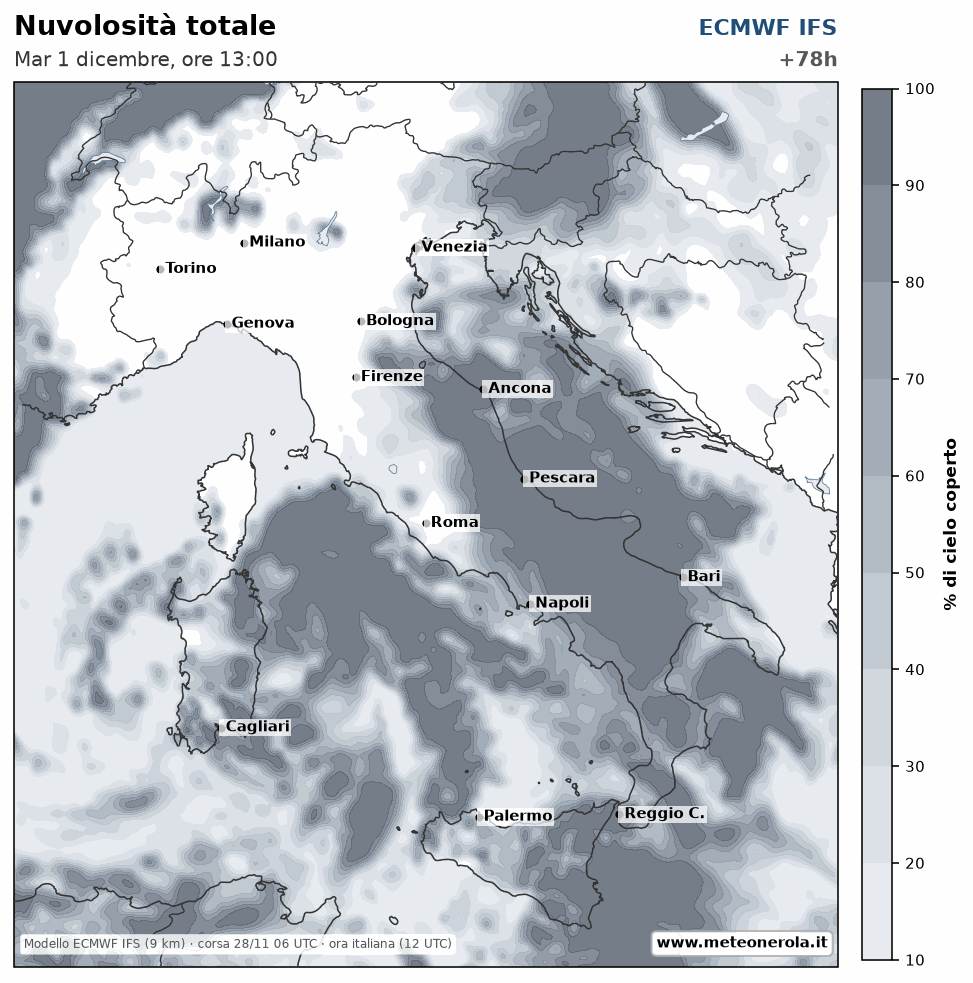 Nuvolosità totale
ECMWF IFS
Mar 1 dicembre, ore 13:00
+78h
100
90
80
70
60
50
40
30
20
10
% di cielo coperto
Milano
Venezia
Torino
Genova
Bologna
Firenze
Ancona
Pescara
Roma
Bari
Napoli
Cagliari
Palermo
Reggio C.
Modello ECMWF IFS (9 km) · corsa 28/11 06 UTC · ora italiana (12 UTC)
www.meteonerola.it